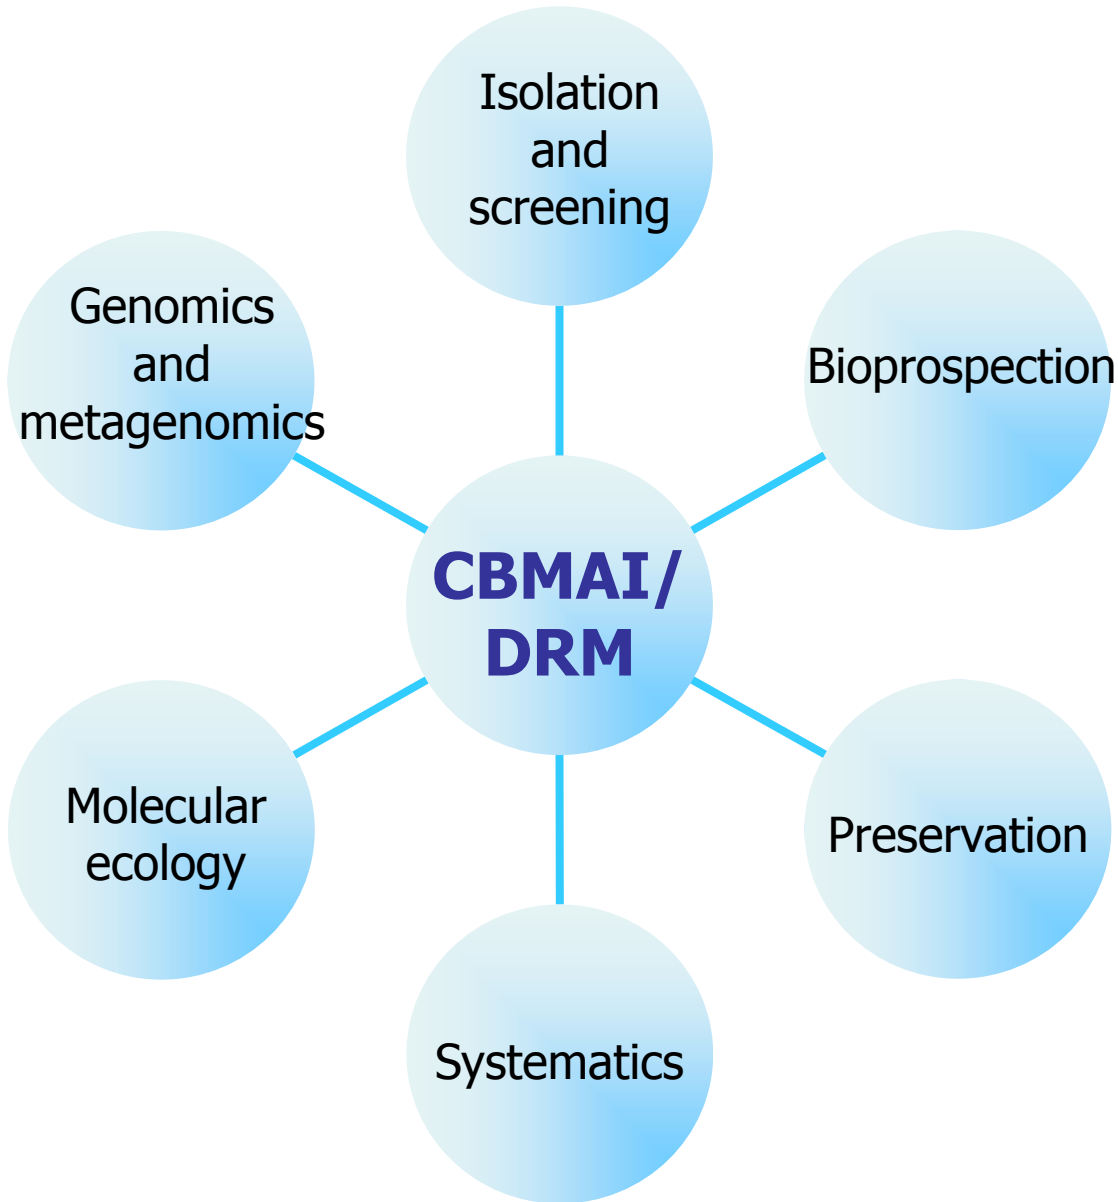 Isolation
and
screening
Genomics
and
metagenomics
Bioprospection
CBMAI/
DRM
Molecular
ecology
Preservation
Systematics